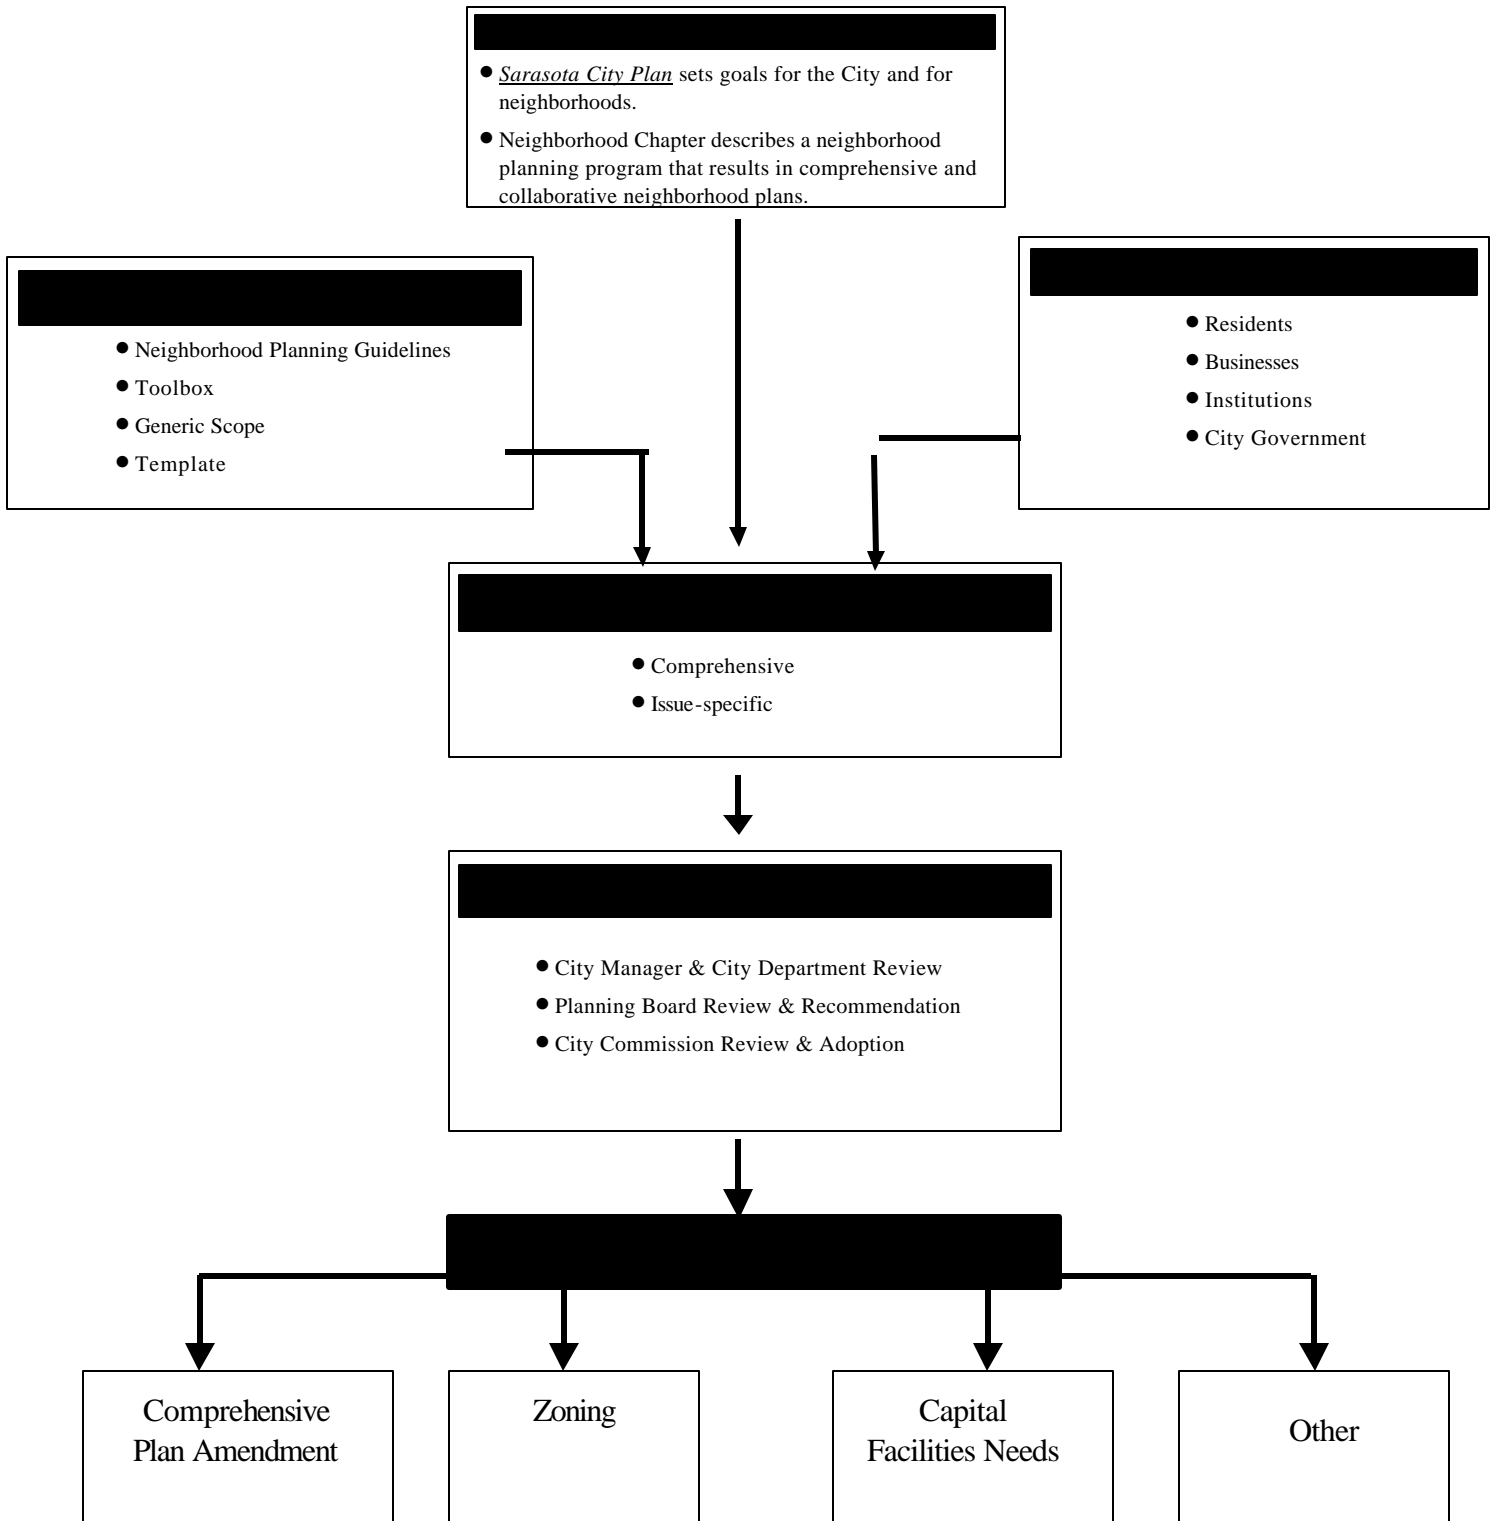 ● Sarasota City Plan sets goals for the City and for
neighborhoods.
● Neighborhood Chapter describes a neighborhood
planning program that results in comprehensive and
collaborative neighborhood plans.
● Neighborhood Planning Guidelines
● Toolbox
● Generic Scope
● Template
● Residents
● Businesses
● Institutions
● City Government
● Comprehensive
● Issue-specific
● City Manager & City Department Review
● Planning Board Review & Recommendation
● City Commission Review & Adoption
Comprehensive
Plan Amendment
Zoning
Capital
Facilities Needs
Other